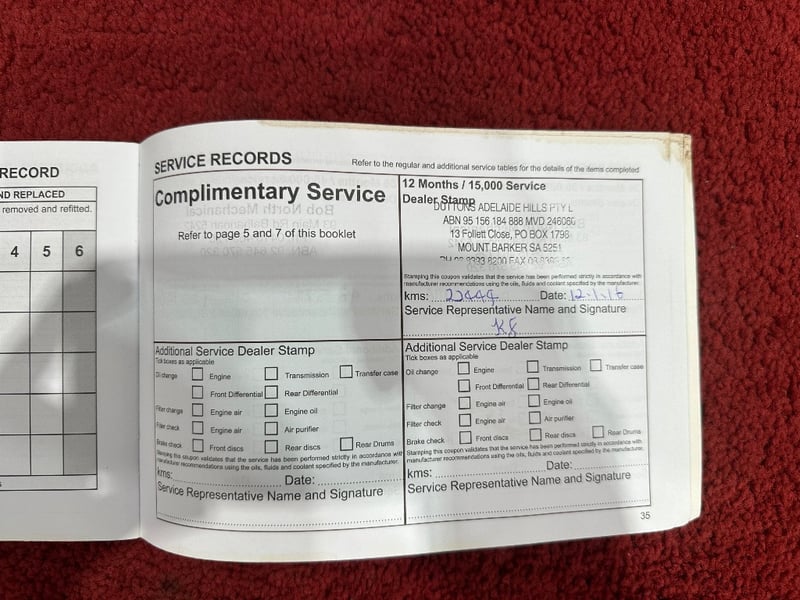 RECORD
ND REPLACED
removed and refitted.
4 5 6
s
SERVICE RECORDS
Refer to the regular and additional service tables for the details of the items completed
Complimentary Service
Refer to page 5 and 7 of this booklet
12 Months / 15,000 Service
Dealer Stamp
DUTTONS ADELAIDE HILLS PTY L
ABN 95 156 184 888 MVD 246080
13 Follett Close, PO BOX 1798
MOUNT BARKER SA 5251
8200 FAX
Stamping this coupon validates that the service has been performed strictly in accordance with
manufacturer recommendations using the oils, fluids and coolant specified by the manufacturer.
kms: 22444 Date: 12.1.16
Service Representative Name and Signature
KS
Additional Service Dealer Stamp
Tick boxes as applicable
Oil change Engine Transmission Transfer case
Front Differential Rear Differential
Filter change Engine air Engine oil
Filter check Engine air Air purifier
Brake check Front discs Rear discs Rear Drums
Stamping this coupon validates that the service has been performed strictly in accordance with
manufacturer recommendations using the oils, fluids and coolant specified by the manufacturer.
kms: Date:
Service Representative Name and Signature
Additional Service Dealer Stamp
Tick boxes as applicable
Oil change Engine Transmission Transfer case
Front Differential Rear Differential
Filter change Engine air Engine oil
Filter check Engine air Air purifier
Brake check Front discs Rear discs Rear Drums
Stamping this coupon validates that the service has been performed strictly in accordance with
manufacturer recommendations using the oils, fluids and coolant specified by the manufacturer.
kms: Date:
Service Representative Name and Signature
35